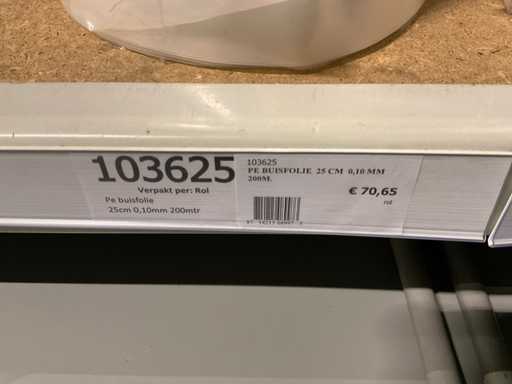 103625
Verpakt per: Rol
Pe buisfolie
25cm 0,10mm 200mtr
103625
PE BUISFOLIE 25 CM 0,10 MM
200M.
€ 70,65
rol